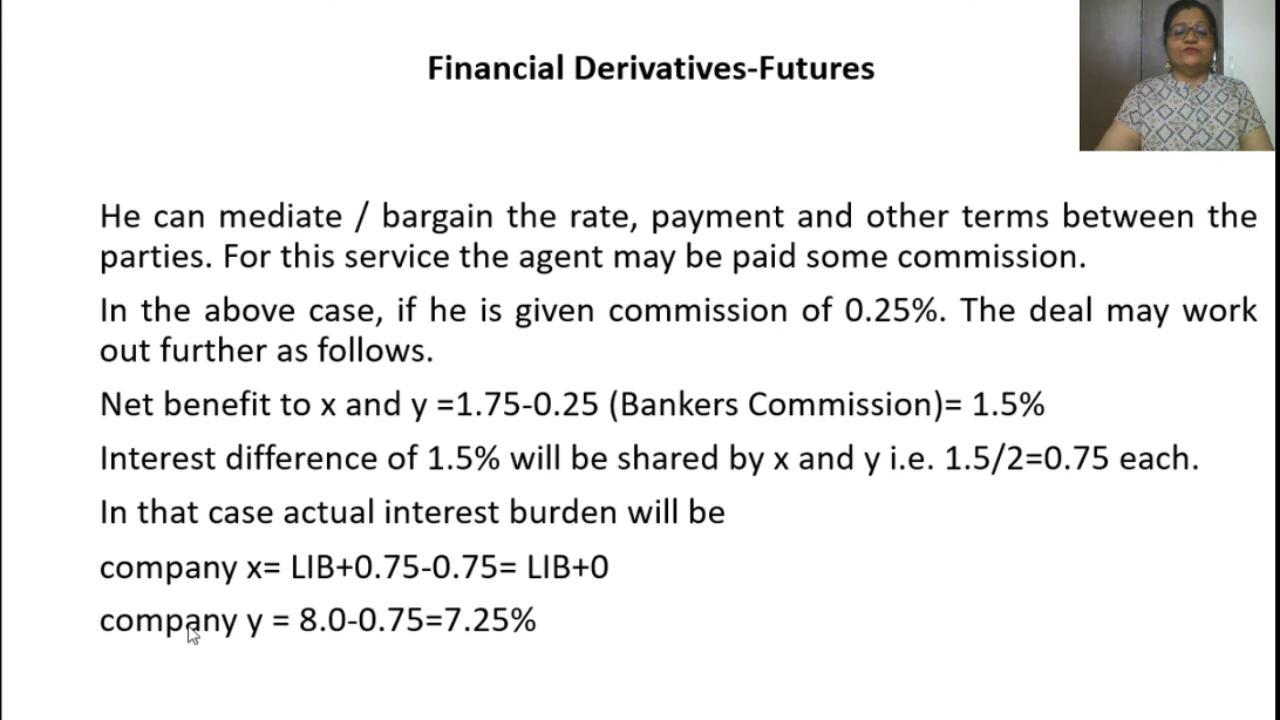 Financial Derivatives-Futures
He can mediate / bargain the rate, payment and other terms between the
parties. For this service the agent may be paid some commission.
In the above case, if he is given commission of 0.25%. The deal may work
out further as follows.
Net benefit to x and y =1.75-0.25 (Bankers Commission)= 1.5%
Interest difference of 1.5% will be shared by x and y i.e. 1.5/2=0.75 each.
In that case actual interest burden will be
company x= LIB+0.75-0.75= LIB+0
company y = 8.0-0.75=7.25%